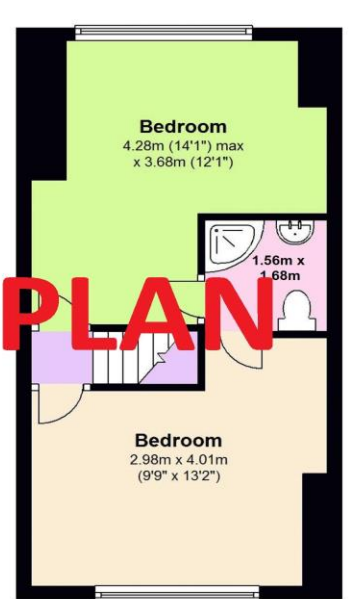 Bedroom
4.28m (14'1") max
x 3.68m (12'1")
1.56m x
1.68m
PLAN
Bedroom
2.98m x 4.01m
(9'9" x 13'2")